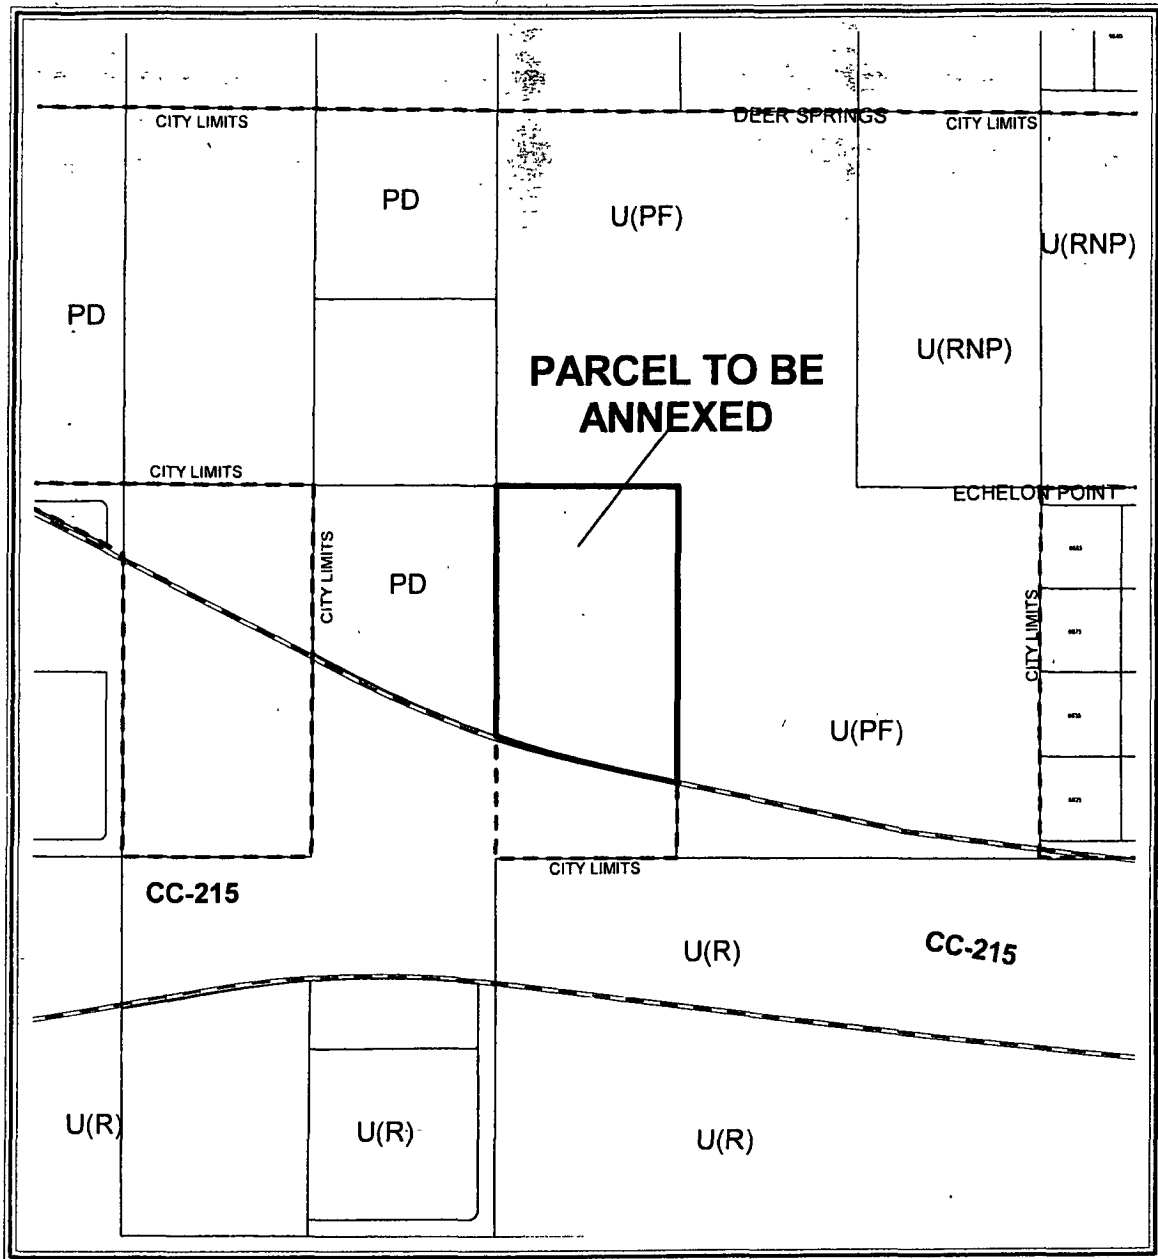 CITY LIMITS
DEER SPRINGS
CITY LIMITS
PD
U(PF)
U(RNP)
PD
U(RNP)
PARCEL TO BE
ANNEXED
CITY LIMITS
ECHELON POINT
CITY LIMITS
PD
CITY LIMITS
U(PF)
CITY LIMITS
CC-215
U(R)
CC-215
U(R)
U(R)
U(R)